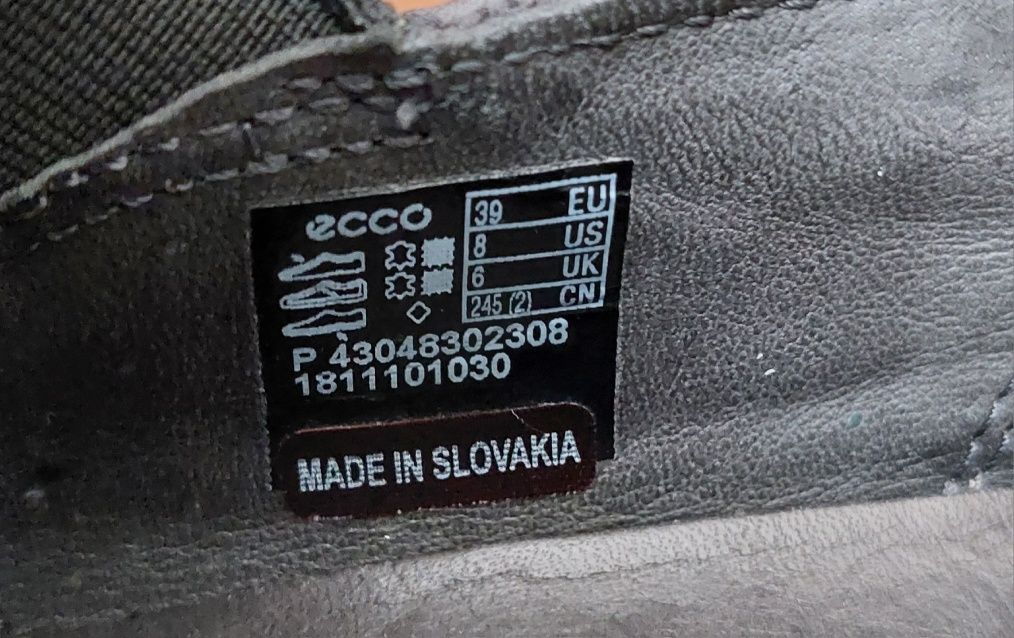 ecco
39 EU
8 US
6 UK
245 (2) CN
P 43048302308
1811101030
MADE IN SLOVAKIA